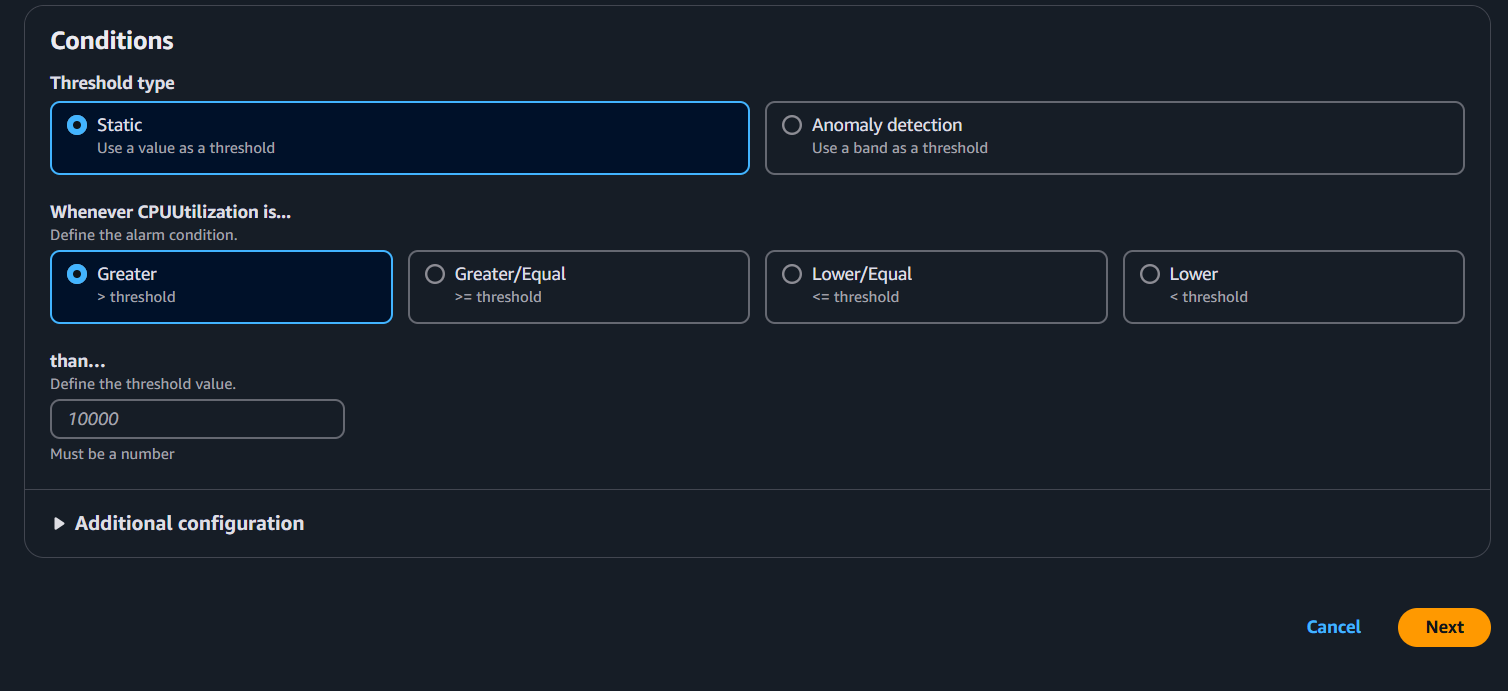 Conditions
Threshold type
Static
Use a value as a threshold
Anomaly detection
Use a band as a threshold
Whenever CPUUtilization is...
Define the alarm condition.
Greater
> threshold
Greater/Equal
>= threshold
Lower/Equal
<= threshold
Lower
< threshold
than...
Define the threshold value.
10000
Must be a number
Additional configuration
Cancel
Next